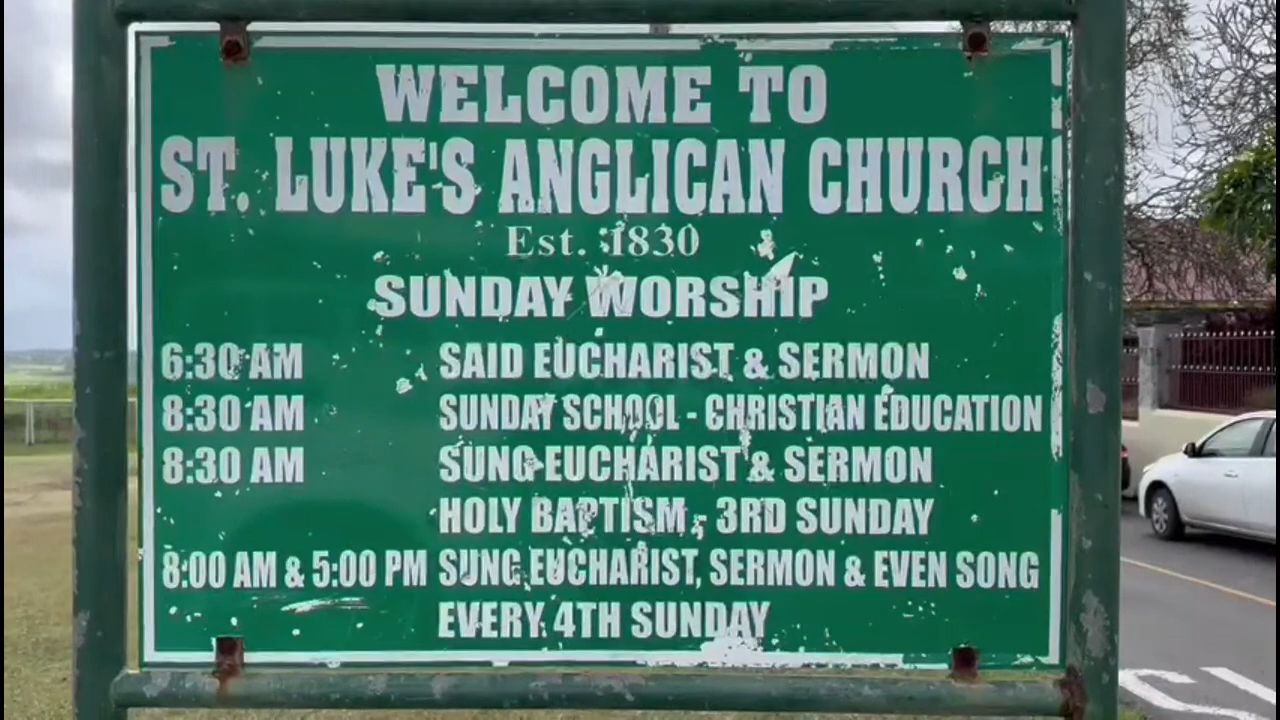 WELCOME TO
ST. LUKE'S ANGLICAN CHURCH
Est. 1830
SUNDAY WORSHIP
6:30 AM SAID EUCHARIST & SERMON
8:30 AM SUNDAY SCHOOL - CHRISTIAN EDUCATION
8:30 AM SUNG EUCHARIST & SERMON
HOLY BAPTISM - 3RD SUNDAY
8:00 AM & 5:00 PM SUNG EUCHARIST, SERMON & EVEN SONG
EVERY 4TH SUNDAY